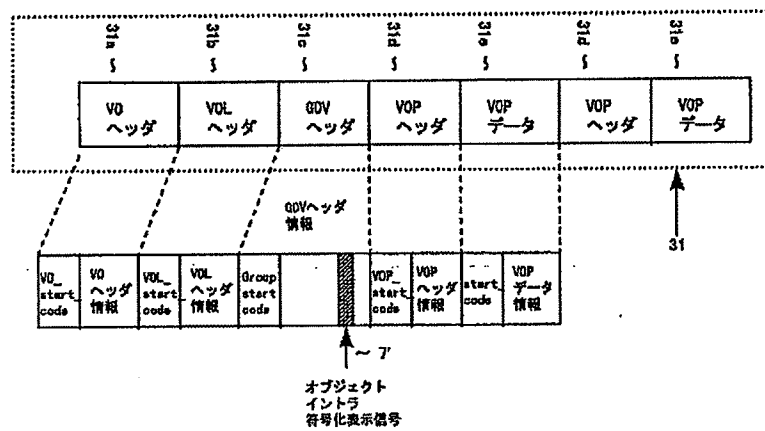 31a
31b
31c
31d
31e
31d
31e
VO
ヘッダ
VOL
ヘッダ
GOV
ヘッダ
VOP
ヘッダ
VOP
データ
VOP
ヘッダ
VOP
データ
GOVヘッダ
情報
31
VO_
start_
code
VO
ヘッダ
情報
VOL_
start_
code
VOL
ヘッダ
情報
Group
start
code
VOP_
start_
code
VOP
ヘッダ
情報
start_
code
VOP
データ
情報
~ 7'
オブジェクト
イントラ
符号化表示信号